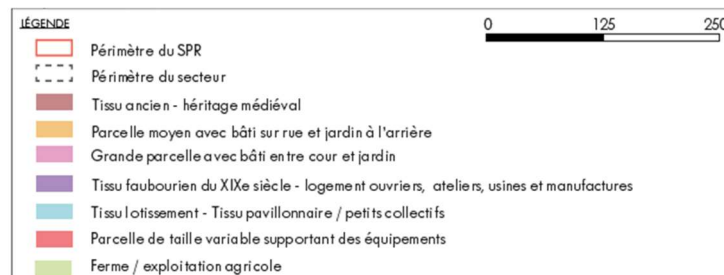 LÉGENDE
0 125 250
Périmètre du SPR
Périmètre du secteur
Tissu ancien - héritage médiéval
Parcelle moyen avec bâti sur rue et jardin à l'arrière
Grande parcelle avec bâti entre cour et jardin
Tissu faubourien du XIXe siècle - logement ouvriers, ateliers, usines et manufactures
Tissu lotissement - Tissu pavillonnaire / petits collectifs
Parcelle de taille variable supportant des équipements
Ferme / exploitation agricole